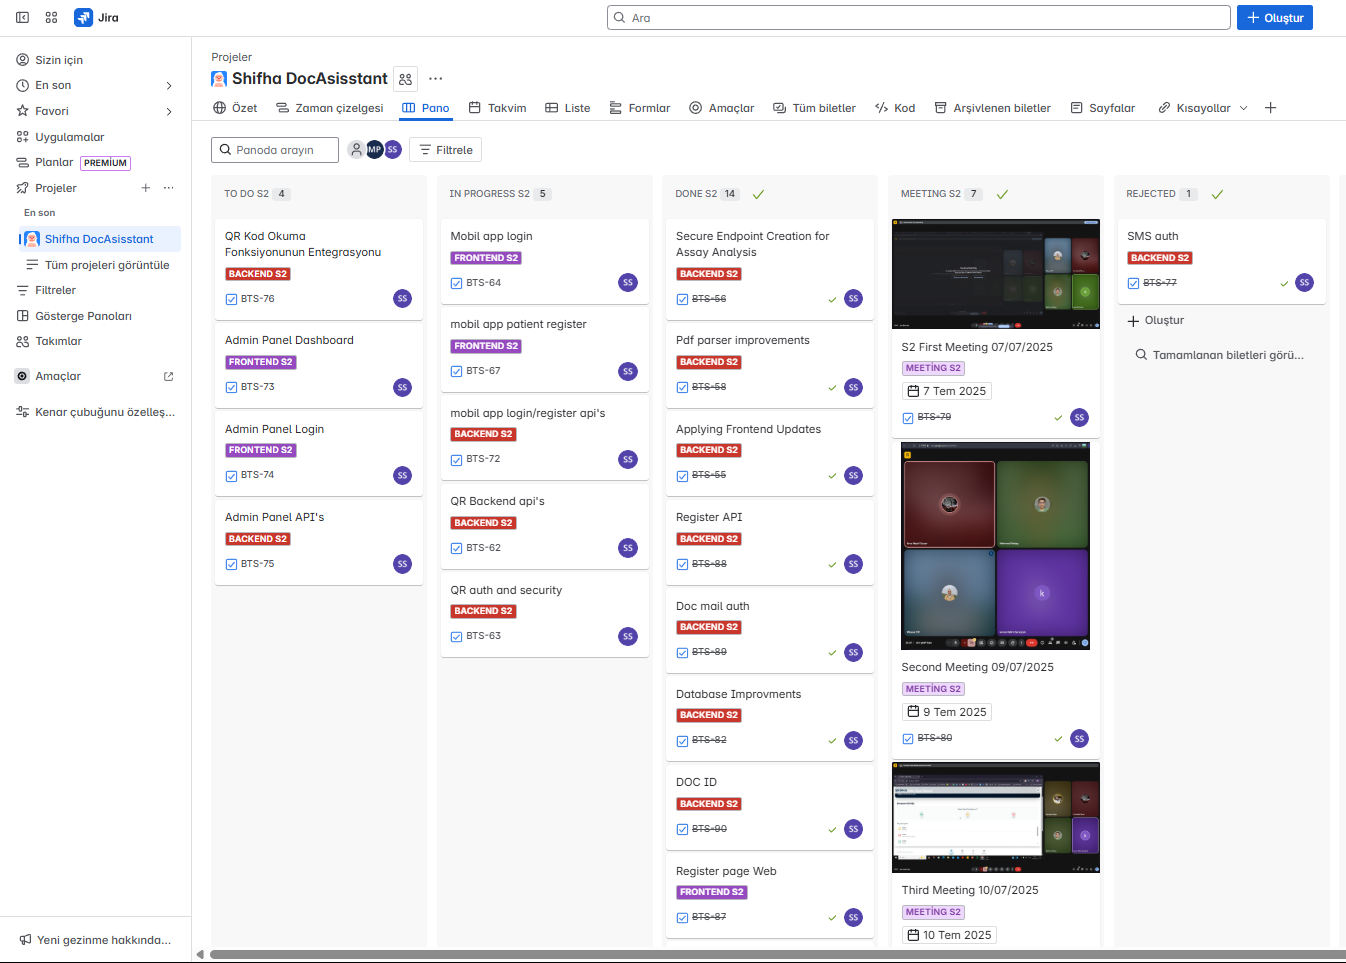 Jira
Ara
Oluştur
Sizin için
En son
Favori
Uygulamalar
Planlar PREMIUM
Projeler
En son
Shifha DocAsisstant
Tüm projeleri görüntüle
Filtreler
Gösterge Panoları
Takımlar
Amaçlar
Kenar çubuğunu özelleş...
Yeni gezinme hakkında...
Projeler
Shifha DocAsisstant
Özet Zaman çizelgesi Pano Takvim Liste Formlar Amaçlar Tüm biletler Kod Arşivlenen biletler Sayfalar Kısayollar
Panoda arayın MP SS Filtrele
TO DO S2 4
QR Kod Okuma
Fonksiyonunun Entegrasyonu
BACKEND S2
BTS-76 SS
Admin Panel Dashboard
FRONTEND S2
BTS-73 SS
Admin Panel Login
FRONTEND S2
BTS-74 SS
Admin Panel API's
BACKEND S2
BTS-75 SS
IN PROGRESS S2 5
Mobil app login
FRONTEND S2
BTS-64 SS
mobil app patient register
FRONTEND S2
BTS-67 SS
mobil app login/register api's
BACKEND S2
BTS-72 SS
QR Backend api's
BACKEND S2
BTS-62 SS
QR auth and security
BACKEND S2
BTS-63 SS
DONE S2 14
Secure Endpoint Creation for
Assay Analysis
BACKEND S2
BTS-56 SS
Pdf parser improvements
BACKEND S2
BTS-58 SS
Applying Frontend Updates
BACKEND S2
BTS-55 SS
Register API
BACKEND S2
BTS-88 SS
Doc mail auth
BACKEND S2
BTS-89 SS
Database Improvments
BACKEND S2
BTS-82 SS
DOC ID
BACKEND S2
BTS-90 SS
Register page Web
FRONTEND S2
BTS-87 SS
MEETING S2 7
S2 First Meeting 07/07/2025
MEETİNG S2
7 Tem 2025
BTS-79 SS
k
Second Meeting 09/07/2025
MEETİNG S2
9 Tem 2025
BTS-80 SS
Third Meeting 10/07/2025
MEETİNG S2
10 Tem 2025
REJECTED 1
SMS auth
BACKEND S2
BTS-77 SS
Oluştur
Tamamlanan biletleri görü...